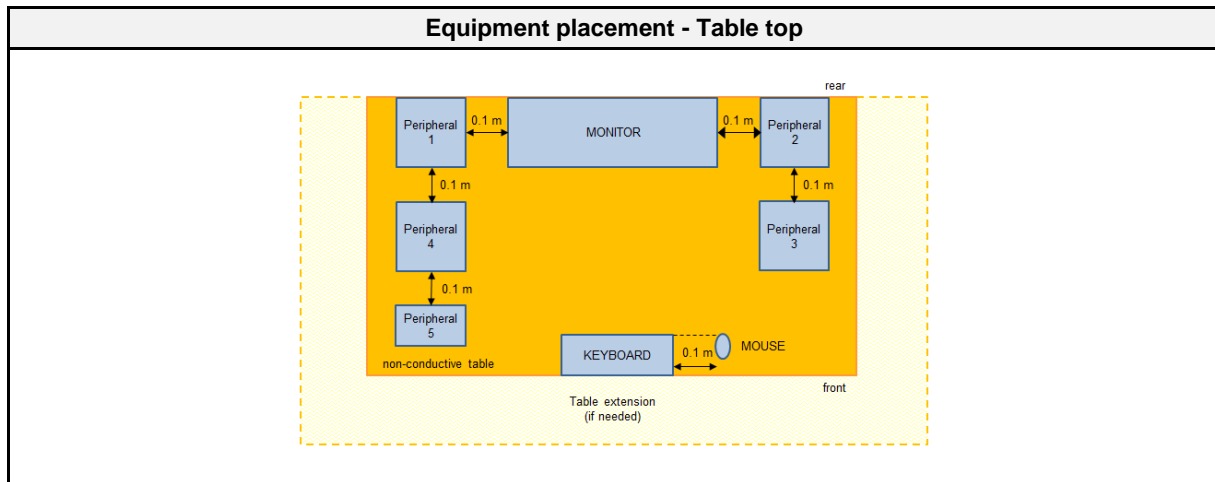 Equipment placement - Table top
rear
Peripheral
1
0.1 m
MONITOR
0.1 m
Peripheral
2
0.1 m
0.1 m
Peripheral
4
Peripheral
3
0.1 m
Peripheral
5
KEYBOARD
0.1 m
MOUSE
non-conductive table
front
Table extension
(if needed)